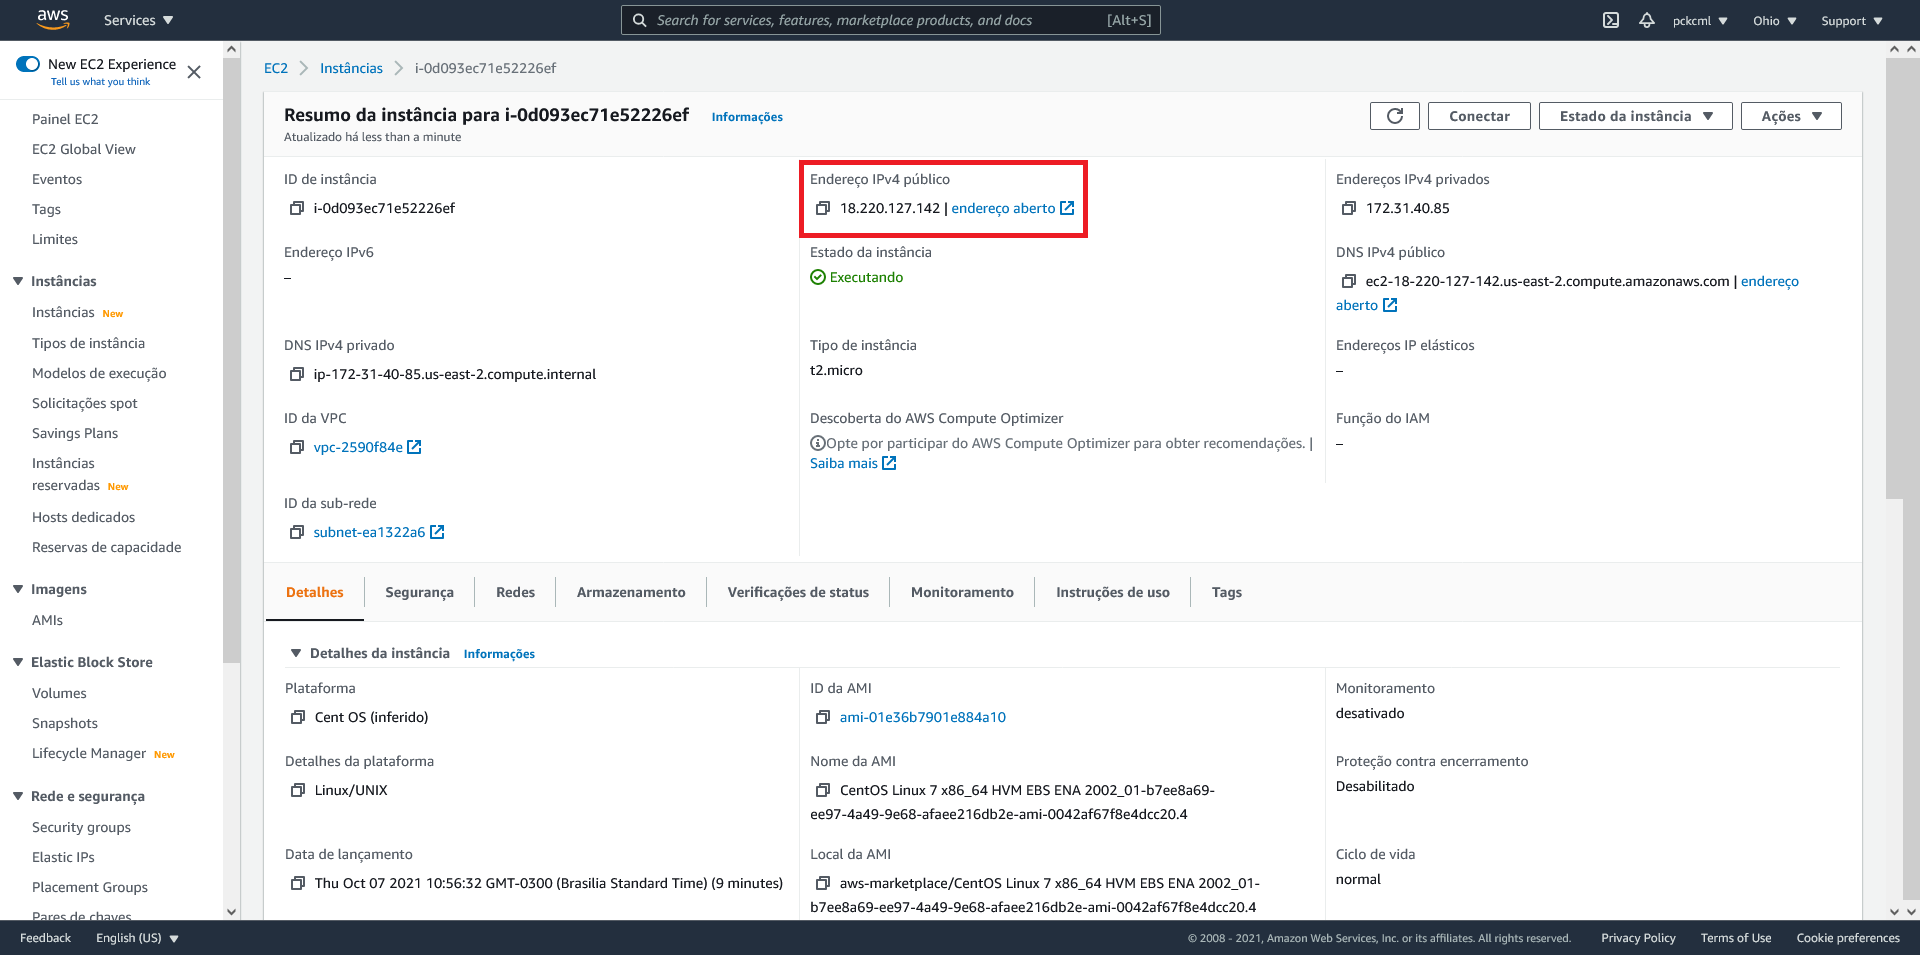 aws Services Search for services, features, marketplace products, and docs [Alt+S] pckcml Ohio Support
New EC2 Experience
Tell us what you think
Painel EC2
EC2 Global View
Eventos
Tags
Limites
Instâncias
Instâncias New
Tipos de instância
Modelos de execução
Solicitações spot
Savings Plans
Instâncias
reservadas New
Hosts dedicados
Reservas de capacidade
Imagens
AMIs
Elastic Block Store
Volumes
Snapshots
Lifecycle Manager New
Rede e segurança
Security groups
Elastic IPs
Placement Groups
Pares de chaves
EC2 Instâncias i-0d093ec71e52226ef
Resumo da instância para i-0d093ec71e52226ef Informações
Atualizado há less than a minute
Conectar Estado da instância Ações
ID de instância
i-0d093ec71e52226ef
Endereço IPv4 público
18.220.127.142 | endereço aberto
Endereços IPv4 privados
172.31.40.85
Endereço IPv6
–
Estado da instância
Executando
DNS IPv4 público
ec2-18-220-127-142.us-east-2.compute.amazonaws.com | endereço
aberto
DNS IPv4 privado
ip-172-31-40-85.us-east-2.compute.internal
Tipo de instância
t2.micro
Endereços IP elásticos
–
ID da VPC
vpc-2590f84e
Descoberta do AWS Compute Optimizer
Opte por participar do AWS Compute Optimizer para obter recomendações. |
Saiba mais
Função do IAM
–
ID da sub-rede
subnet-ea1322a6
Detalhes Segurança Redes Armazenamento Verificações de status Monitoramento Instruções de uso Tags
Detalhes da instância Informações
Plataforma
Cent OS (inferido)
ID da AMI
ami-01e36b7901e884a10
Monitoramento
desativado
Detalhes da plataforma
Linux/UNIX
Nome da AMI
CentOS Linux 7 x86_64 HVM EBS ENA 2002_01-b7ee8a69-
ee97-4a49-9e68-afaee216db2e-ami-0042af67f8e4dcc20.4
Proteção contra encerramento
Desabilitado
Data de lançamento
Thu Oct 07 2021 10:56:32 GMT-0300 (Brasilia Standard Time) (9 minutes)
Local da AMI
aws-marketplace/CentOS Linux 7 x86_64 HVM EBS ENA 2002_01-
b7ee8a69-ee97-4a49-9e68-afaee216db2e-ami-0042af67f8e4dcc20.4
Ciclo de vida
normal
Feedback English (US) © 2008 - 2021, Amazon Web Services, Inc. or its affiliates. All rights reserved. Privacy Policy Terms of Use Cookie preferences